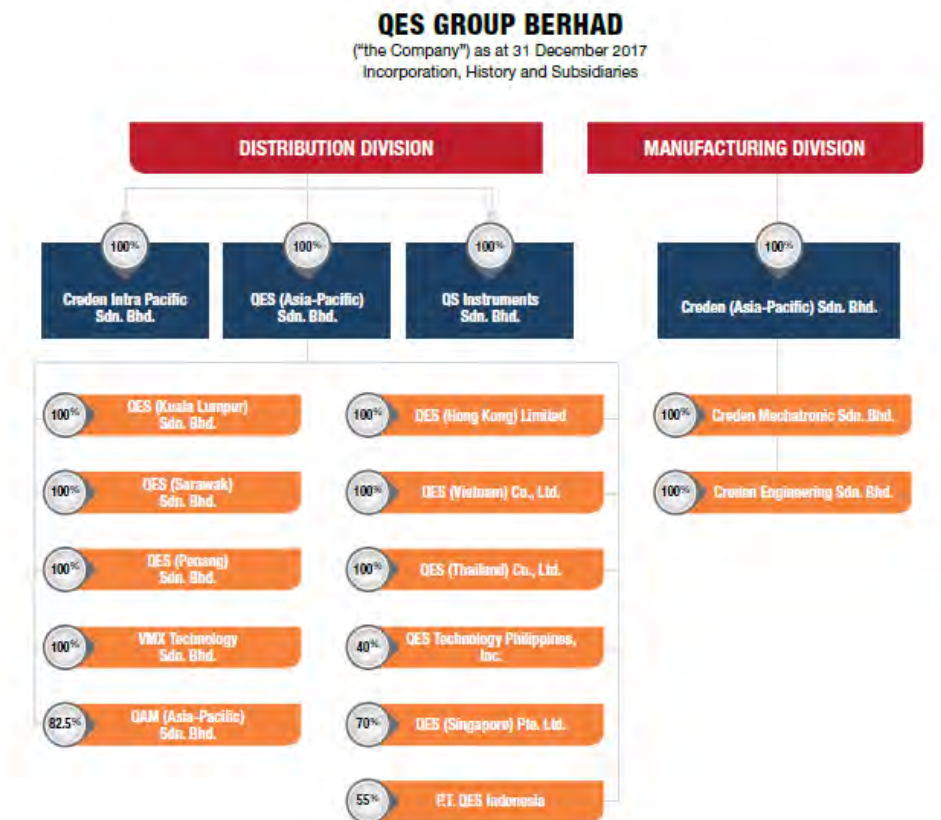 QES GROUP BERHAD
("the Company") as at 31 December 2017
Incorporation, History and Subsidiaries
DISTRIBUTION DIVISION
MANUFACTURING DIVISION
100%
100%
100%
100%
Creden Intra Pacific
Sdn. Bhd.
QES (Asia-Pacific)
Sdn. Bhd.
QS Instruments
Sdn. Bhd.
Creden (Asia-Pacific) Sdn. Bhd.
100%
QES (Kuala Lumpur)
Sdn. Bhd.
100%
QES (Hong Kong) Limited
100%
Creden Mechatronic Sdn. Bhd.
100%
QES (Sarawak)
Sdn. Bhd.
100%
QES (Vietnam) Co., Ltd.
100%
Creden Engineering Sdn. Bhd.
100%
QES (Penang)
Sdn. Bhd.
100%
QES (Thailand) Co., Ltd.
100%
VMX Technology
Sdn. Bhd.
40%
QES Technology Philippines,
Inc.
82.5%
QAM (Asia-Pacific)
Sdn. Bhd.
70%
QES (Singapore) Pte. Ltd.
55%
P.T. QES Indonesia